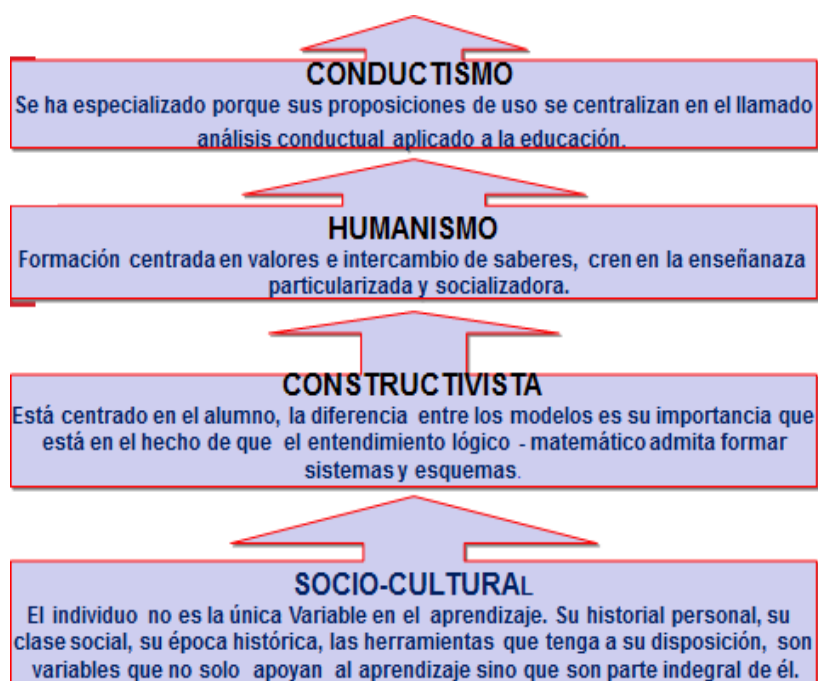 CONDUCTISMO
Se ha especializado porque sus proposiciones de uso se centralizan en el llamado
análisis conductual aplicado a la educación.
HUMANISMO
Formación centrada en valores e intercambio de saberes, cren en la enseñanaza
particularizada y socializadora.
CONSTRUCTIVISTA
Está centrado en el alumno, la diferencia entre los modelos es su importancia que
está en el hecho de que el entendimiento lógico - matemático admita formar
sistemas y esquemas.
SOCIO-CULTURAL
El individuo no es la única Variable en el aprendizaje. Su historial personal, su
clase social, su época histórica, las herramientas que tenga a su disposición, son
variables que no solo apoyan al aprendizaje sino que son parte indegral de él.